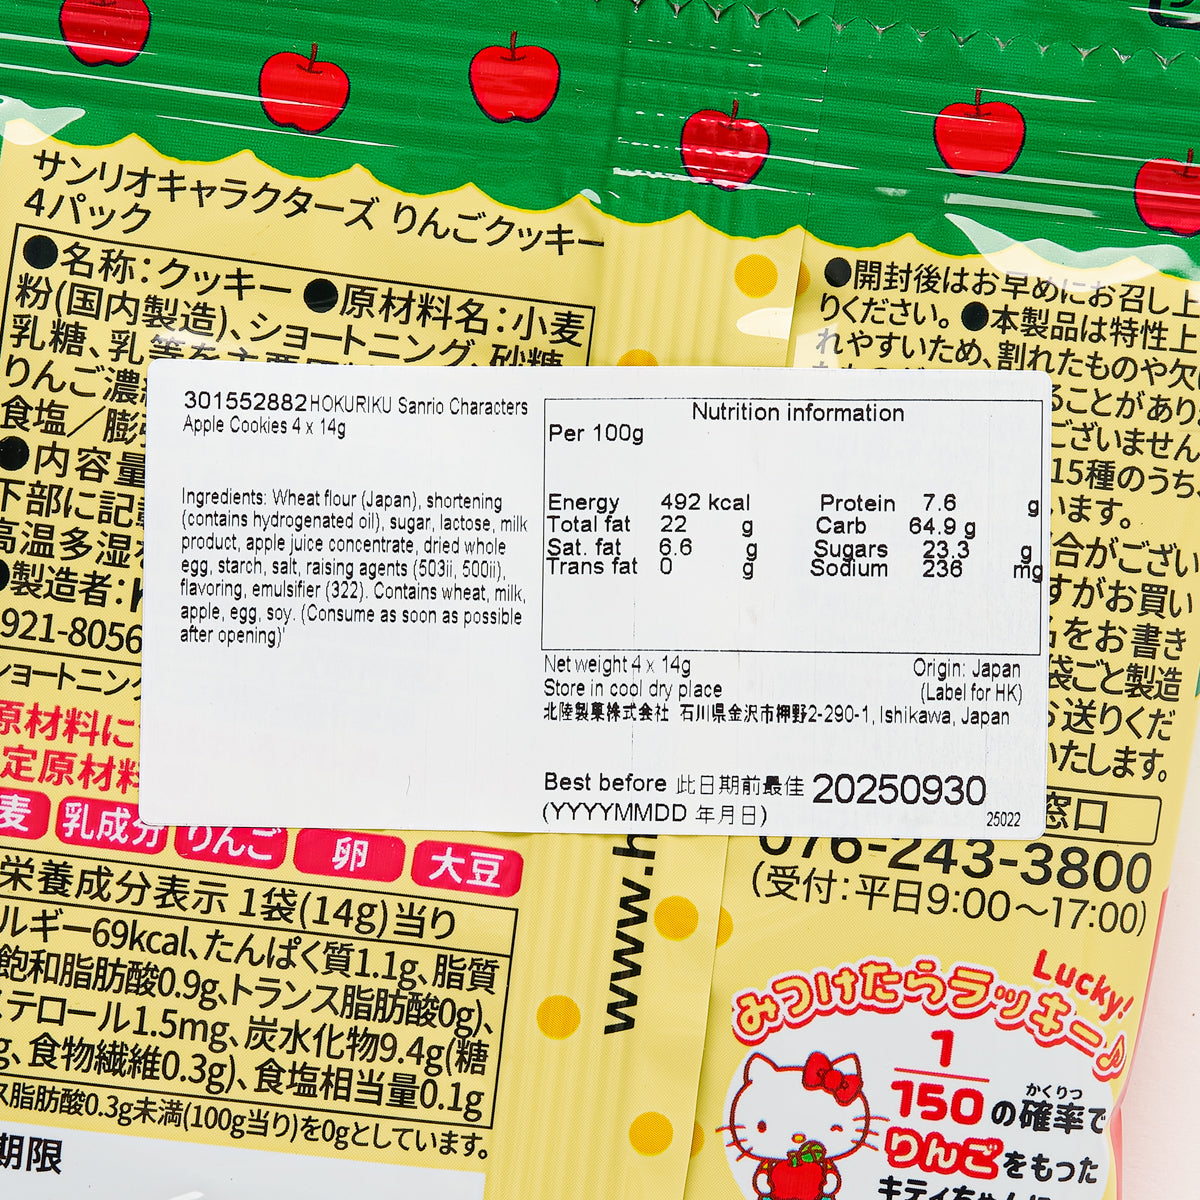 サンリオキャラクターズ りんごクッキー
4パック
●名称:クッキー ●原材料名:小麦
粉(国内製造)、ショートニング、砂糖
乳糖、乳等を主要
りんご濃
食塩/膨
●内容量
下部に記載
高温多湿
●製造者:
921-8056
ショートニン
原材料に
定原材料
麦 乳成分 りんご 卵 大豆
栄養成分表示 1袋(14g)当り
ルギー69kcal、たんぱく質1.1g、脂質
飽和脂肪酸0.9g、トランス脂肪酸0g)、
ステロール1.5mg、炭水化物9.4g(糖
g、食物繊維0.3g)、食塩相当量0.1g
ス脂肪酸0.3g未満(100g当り)を0gとしています。
期限
301552882 HOKURIKU Sanrio Characters
Apple Cookies 4 x 14g
Ingredients: Wheat flour (Japan), shortening
(contains hydrogenated oil), sugar, lactose, milk
product, apple juice concentrate, dried whole
egg, starch, salt, raising agents (503ii, 500ii),
flavoring, emulsifier (322). Contains wheat, milk,
apple, egg, soy. (Consume as soon as possible
after opening)'
Nutrition information
Per 100g
Energy 492 kcal Protein 7.6 g
Total fat 22 g Carb 64.9 g
Sat. fat 6.6 g Sugars 23.3 g
Trans fat 0 g Sodium 236 mg
Net weight 4 x 14g Origin: Japan
Store in cool dry place (Label for HK)
北陸製菓株式会社 石川県金沢市押野2-290-1, Ishikawa, Japan
Best before 此日期前最佳 20250930
(YYYYMMDD 年月日) 25022
www.h
●開封後はお早めにお召し上
りください。●本製品は特性上
れやすいため、割れたものや欠
ことがあり
ございません
15種のうち、
います。
合がござい
すがお買い
をお書き
袋ごと製造
送りくだ
いたします。
窓口
076-243-3800
(受付:平日9:00〜17:00)
Lucky!
みつけたらラッキー♪
1
150の確率で
かくりつ
りんごをもった
キティちゃん